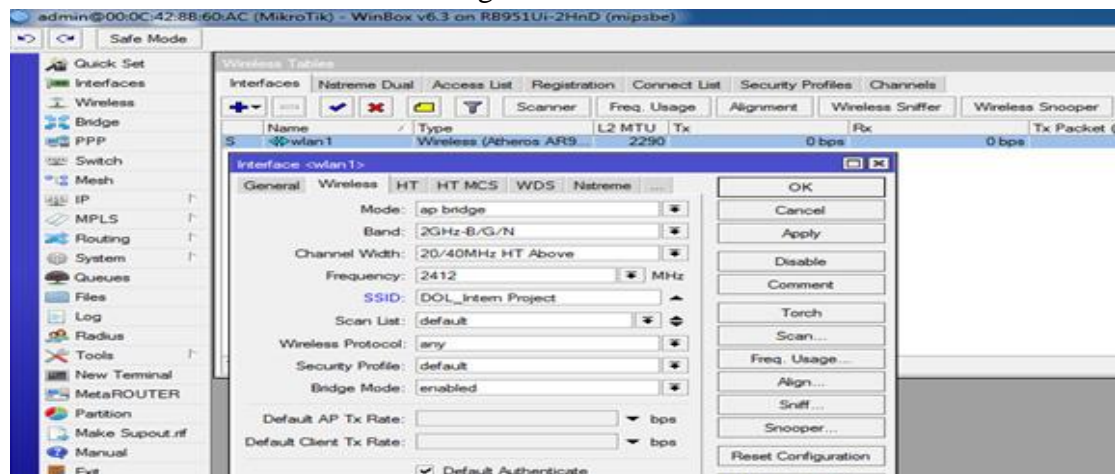 admin@00:0C:42:88:60:AC (MikroTik) - WinBox v6.3 on RB951Ui-2HnD (mipsbe)
Safe Mode
Quick Set
Interfaces
Wireless
Bridge
PPP
Switch
Mesh
IP
MPLS
Routing
System
Queues
Files
Log
Radius
Tools
New Terminal
MetaROUTER
Partition
Make Supout.rif
Manual
Exit
Wireless Tables
Interfaces Nstreme Dual Access List Registration Connect List Security Profiles Channels
Scanner Freq. Usage Alignment Wireless Sniffer Wireless Snooper
Name / Type L2 MTU Tx Rx Tx Packet (
S wlan1 Wireless (Atheros AR9... 2290 0 bps 0 bps
Interface <wlan1>
General Wireless HT HT MCS WDS Nstreme ...
Mode: ap bridge
Band: 2GHz-B/G/N
Channel Width: 20/40MHz HT Above
Frequency: 2412 MHz
SSID: DOL_Intern Project
Scan List: default
Wireless Protocol: any
Security Profile: default
Bridge Mode: enabled
Default AP Tx Rate: bps
Default Client Tx Rate: bps
Default Authenticate
OK
Cancel
Apply
Disable
Comment
Torch
Scan...
Freq. Usage...
Align...
Sniff...
Snooper...
Reset Configuration